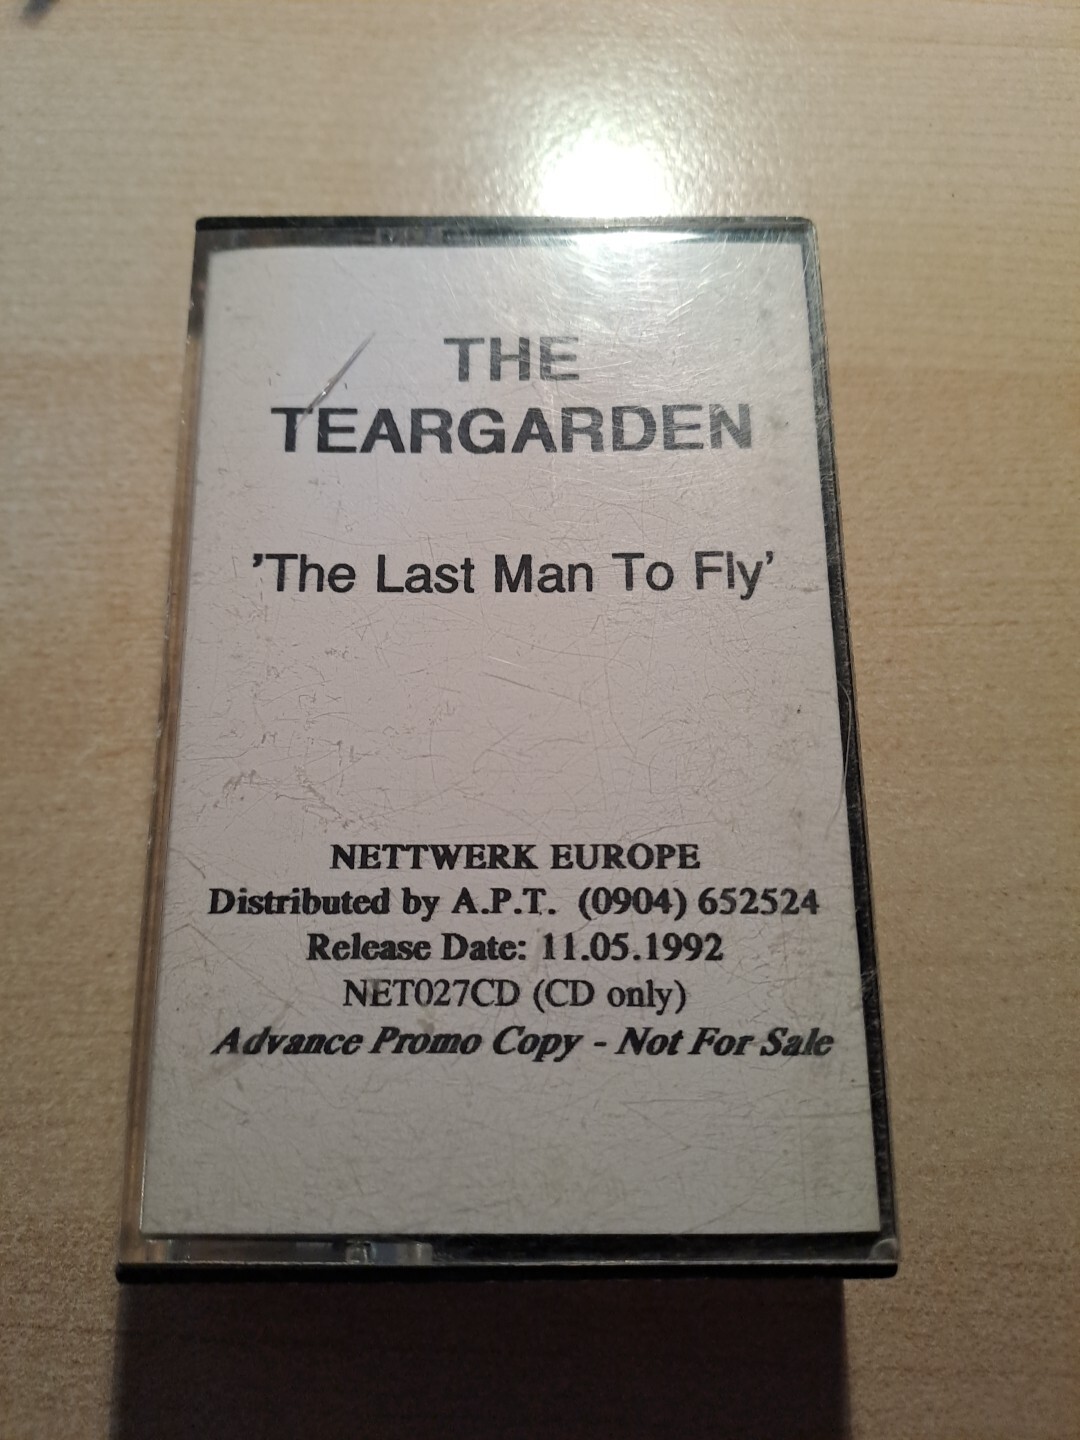 THE
TEARGARDEN
'The Last Man To Fly'
NETTWERK EUROPE
Distributed by A.P.T. (0904) 652524
Release Date: 11.05.1992
NET027CD (CD only)
Advance Promo Copy - Not For Sale